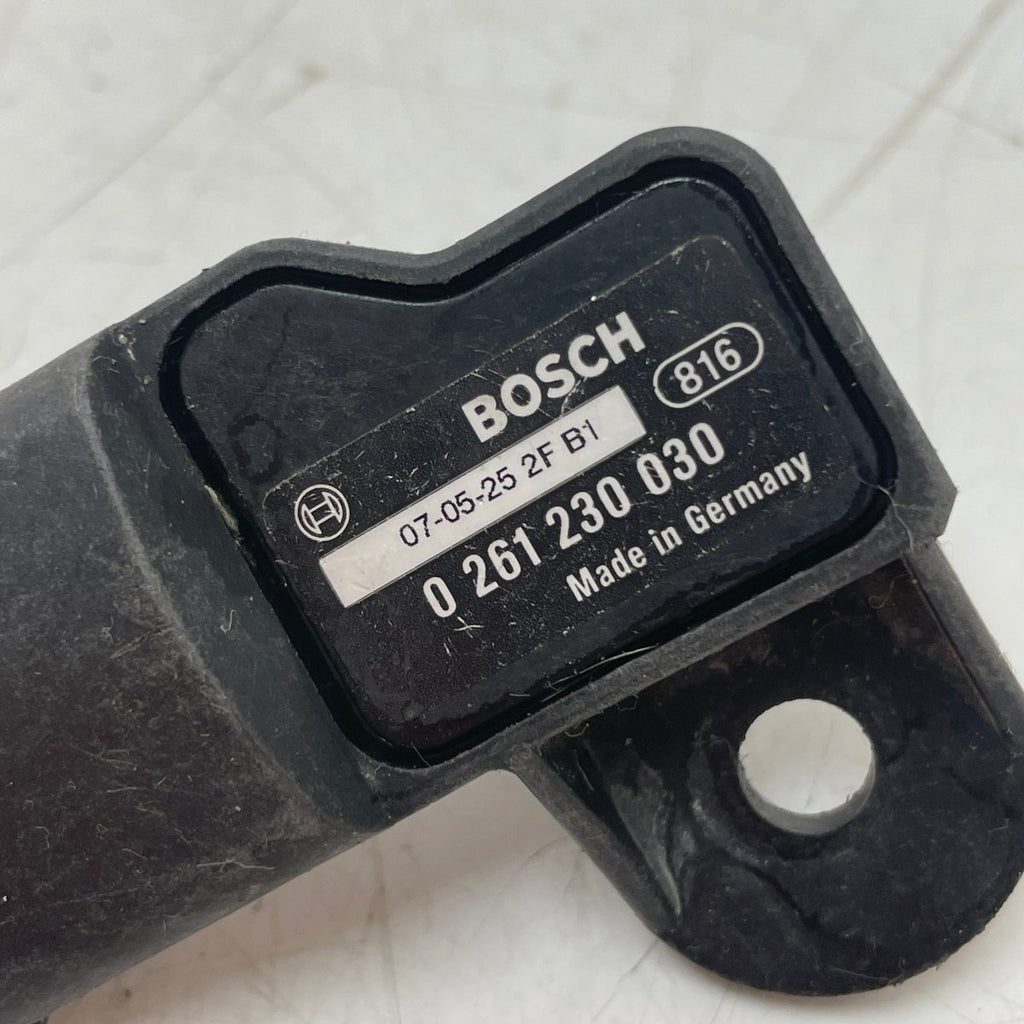 BOSCH
816
07-05-25 2F B1
0 261 230 030
Made in Germany